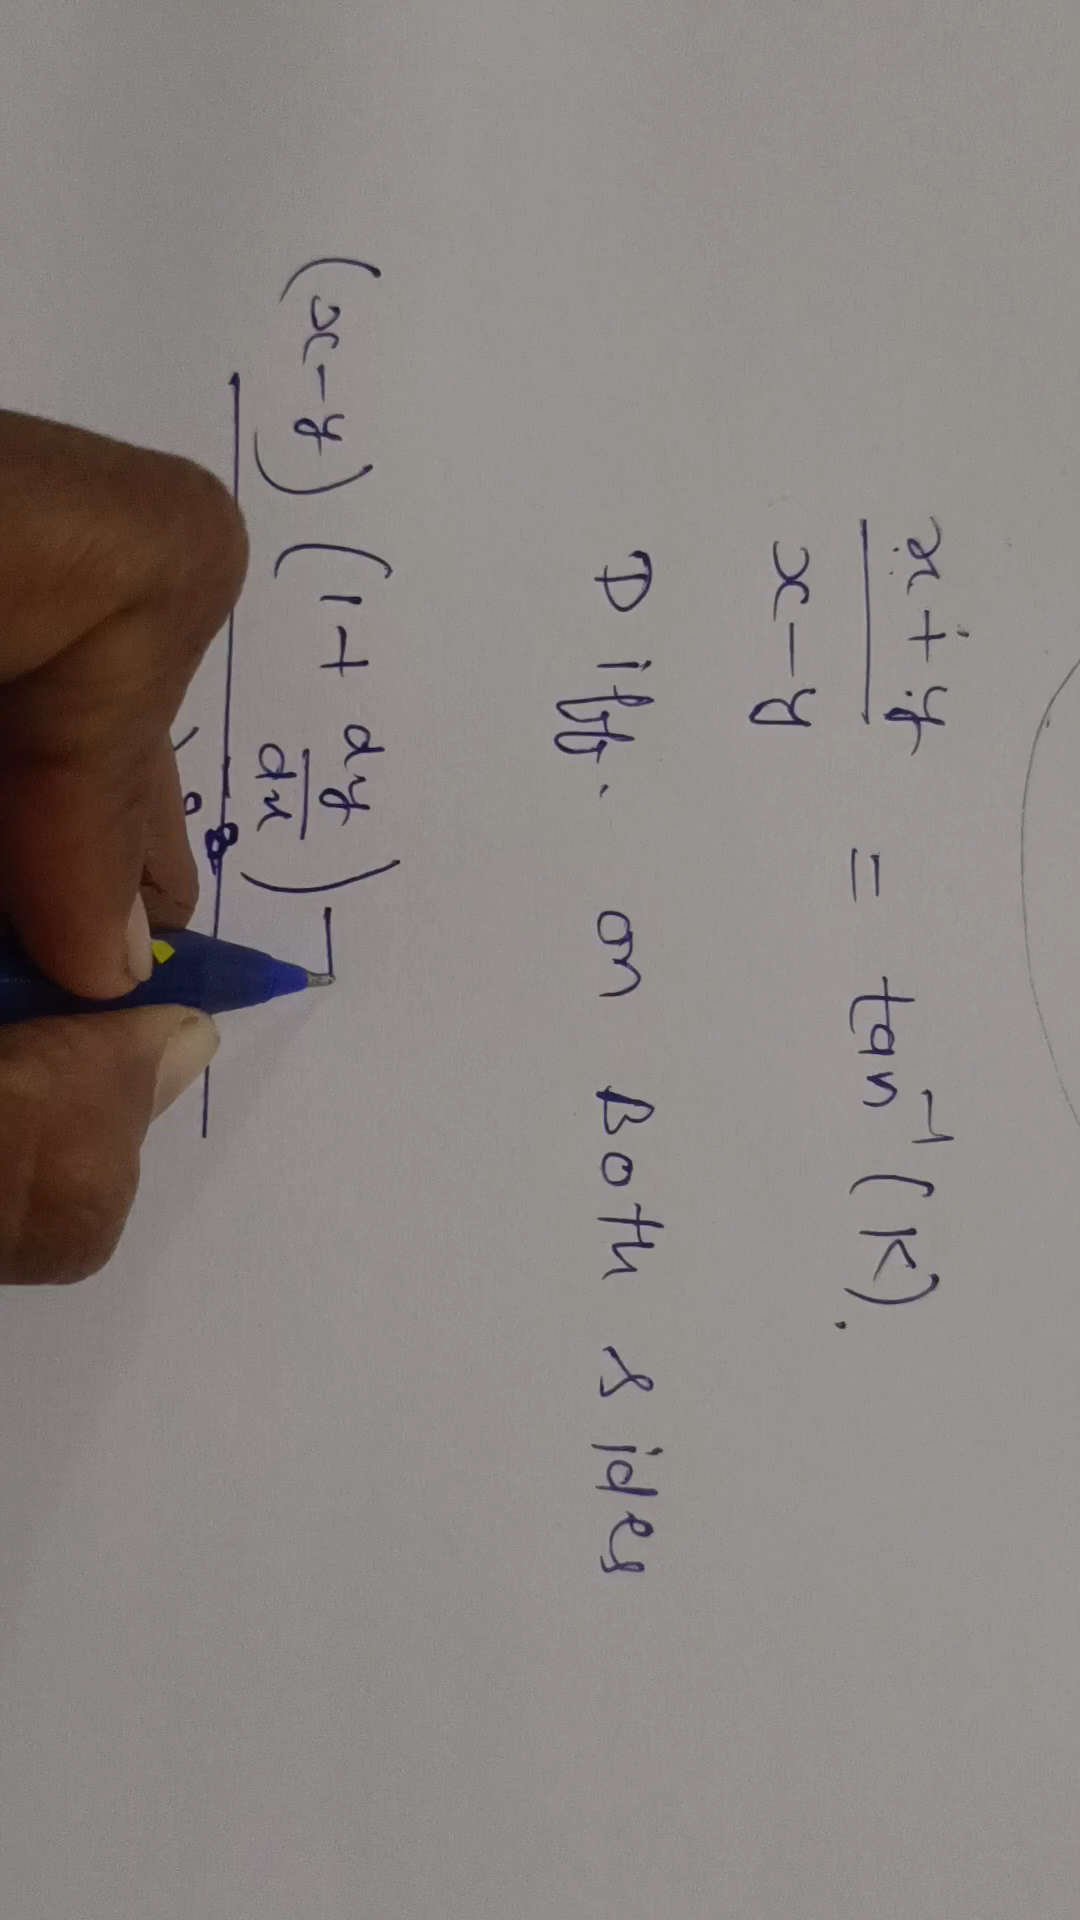 x+y/x-y = tan⁻¹(k).
Diff. on Both sides
(x-y)(1+dy/dx) -